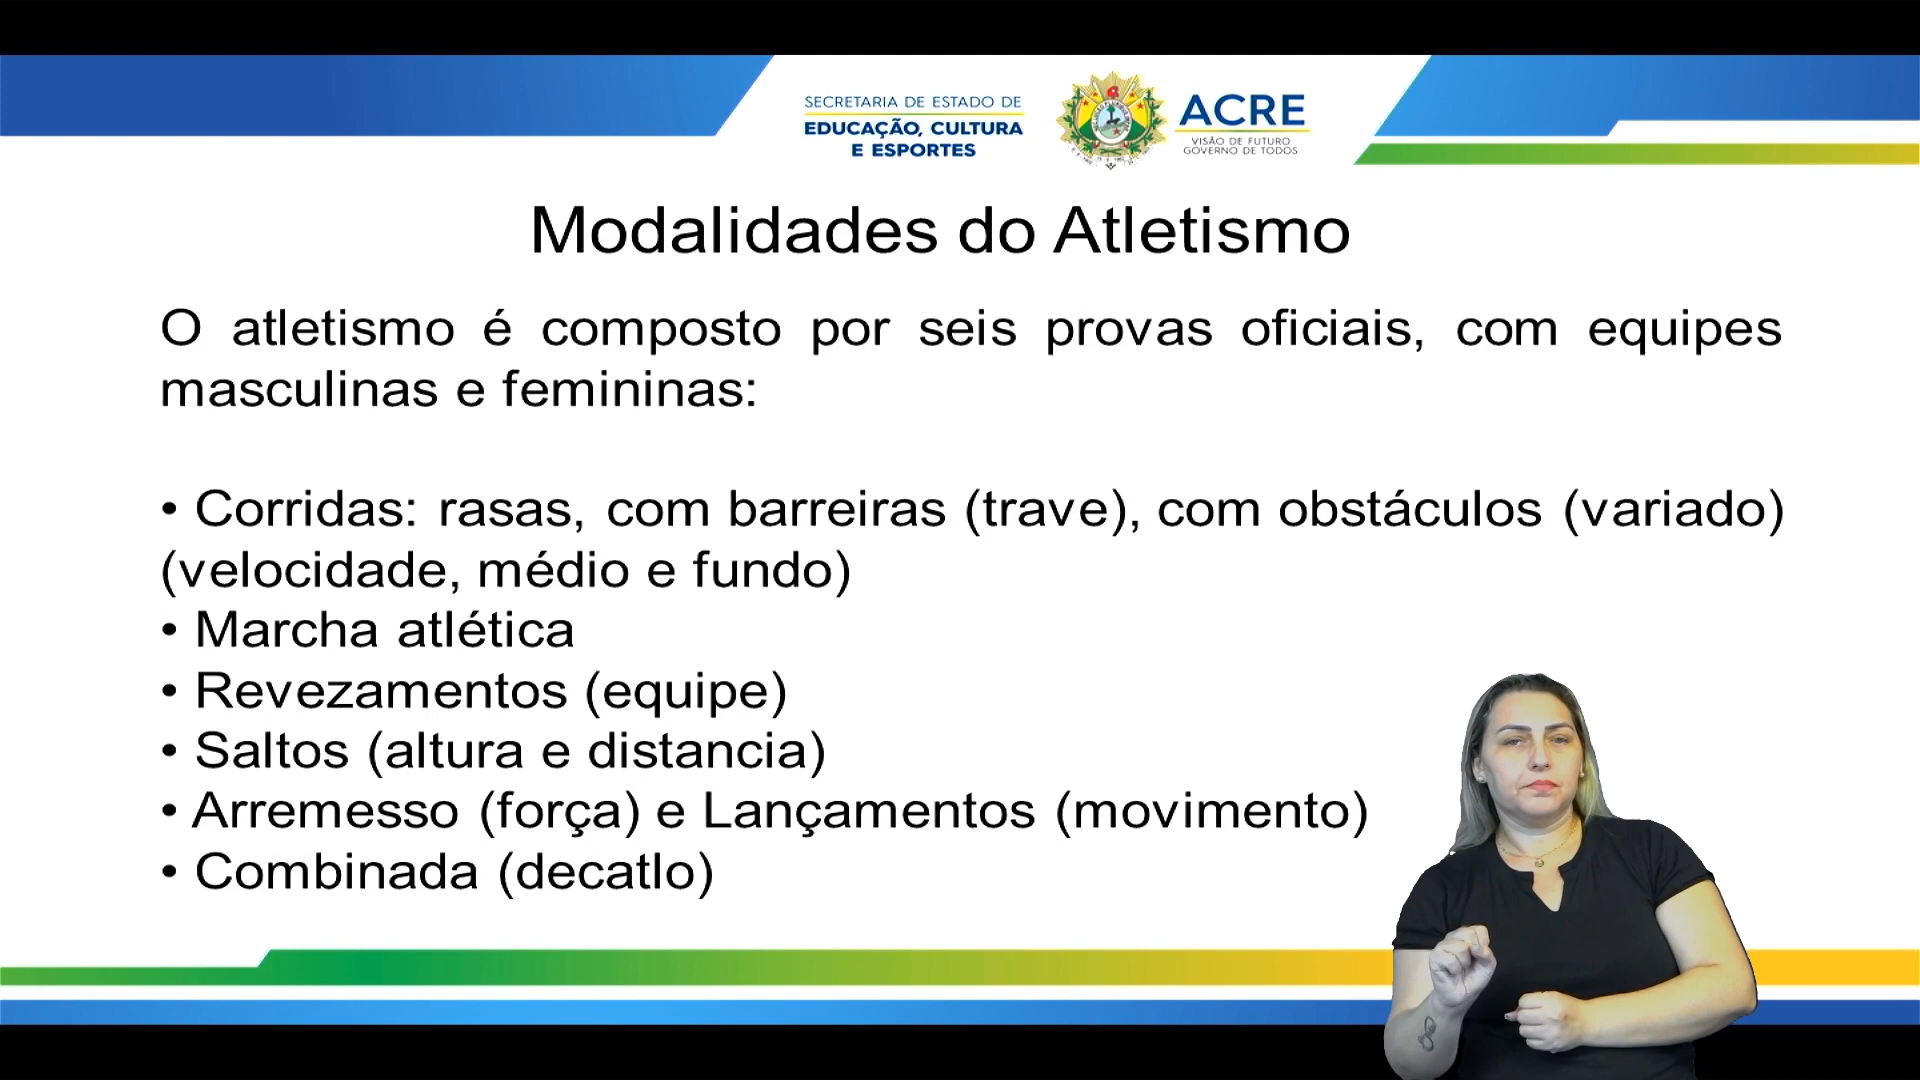 SECRETARIA DE ESTADO DE
EDUCAÇÃO, CULTURA
E ESPORTES
ACRE
VISÃO DE FUTURO
GOVERNO DE TODOS
Modalidades do Atletismo
O atletismo é composto por seis provas oficiais, com equipes
masculinas e femininas:
• Corridas: rasas, com barreiras (trave), com obstáculos (variado)
(velocidade, médio e fundo)
• Marcha atlética
• Revezamentos (equipe)
• Saltos (altura e distancia)
• Arremesso (força) e Lançamentos (movimento)
• Combinada (decatlo)